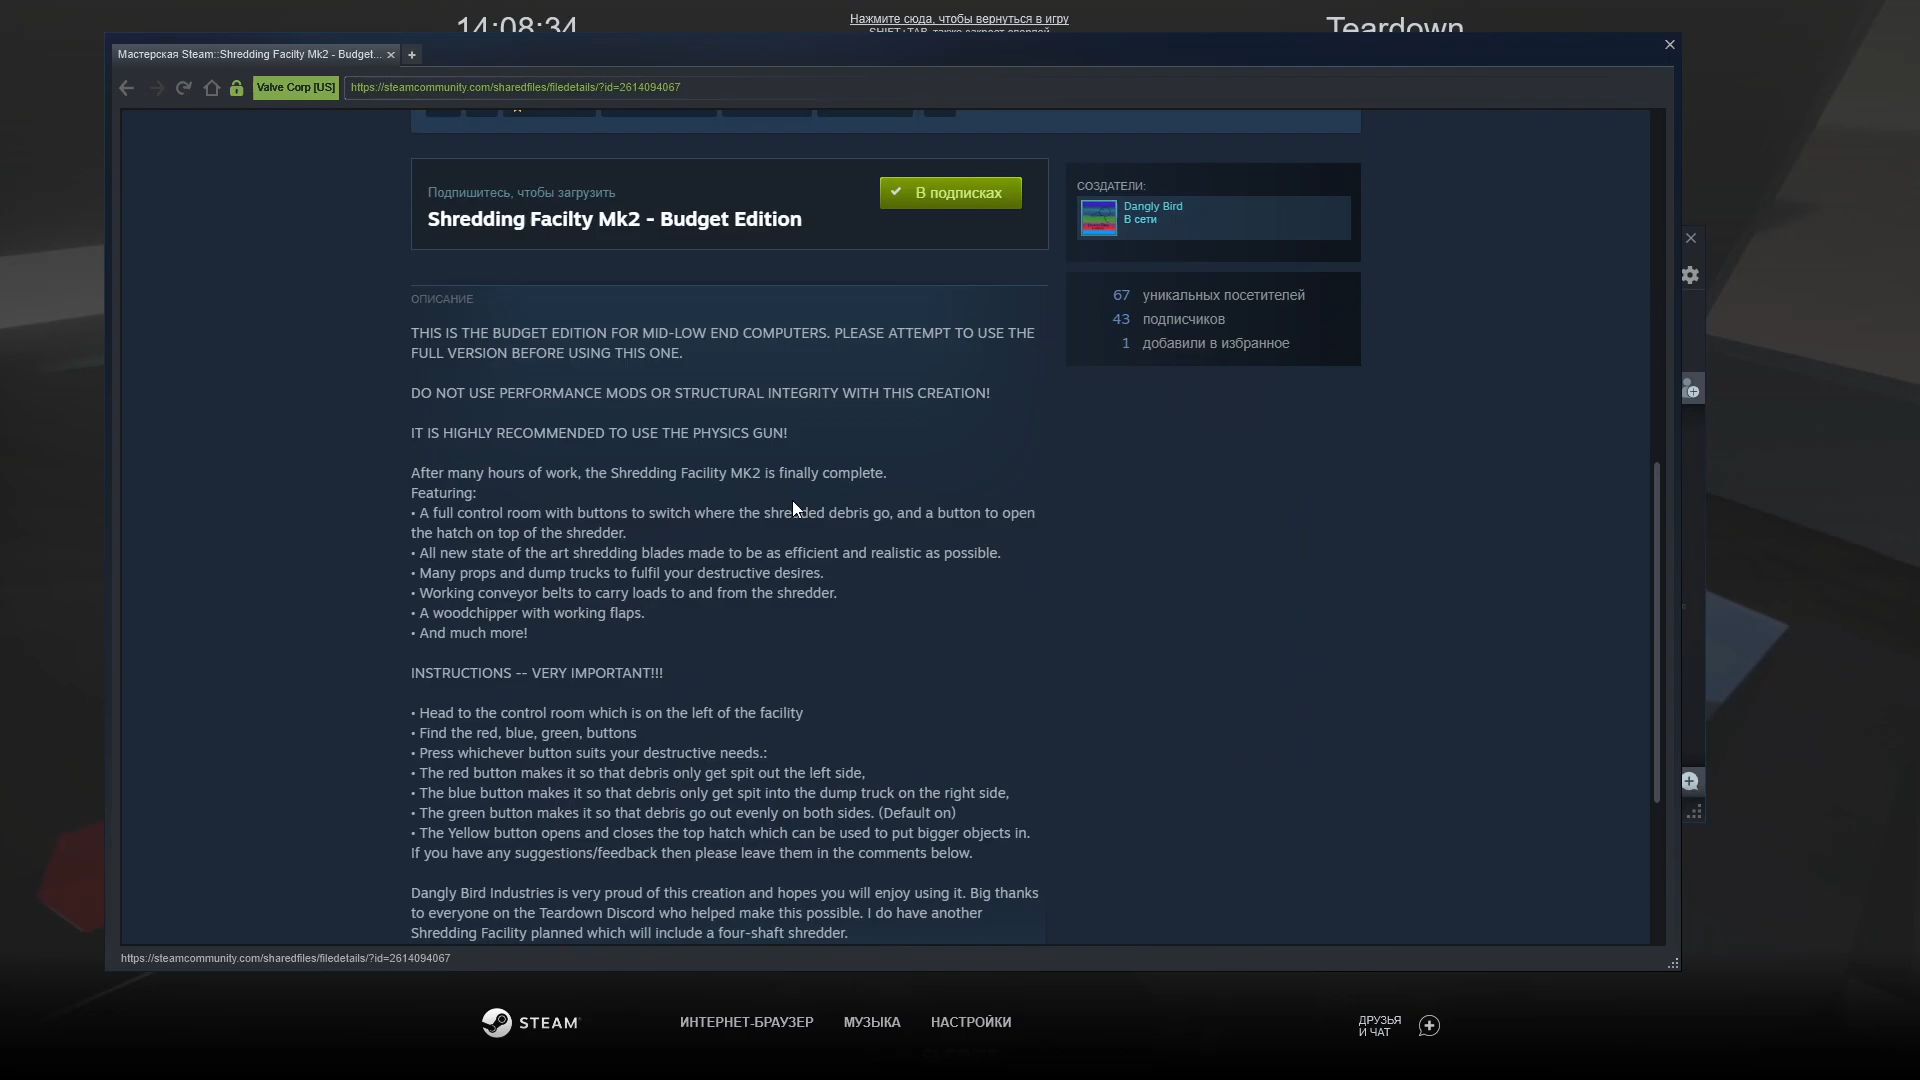 14:08:34
Нажмите сюда, чтобы вернуться в игру
Teardown
SHIFT+TAB также закроет оверлей
Мастерская Steam::Shredding Facilty Mk2 - Budget...
Valve Corp [US]
https://steamcommunity.com/sharedfiles/filedetails/?id=2614094067
Подпишитесь, чтобы загрузить
Shredding Facilty Mk2 - Budget Edition
В подписках
СОЗДАТЕЛИ:
Dangly Bird
В сети
67 уникальных посетителей
43 подписчиков
1 добавили в избранное
ОПИСАНИЕ
THIS IS THE BUDGET EDITION FOR MID-LOW END COMPUTERS. PLEASE ATTEMPT TO USE THE
FULL VERSION BEFORE USING THIS ONE.
DO NOT USE PERFORMANCE MODS OR STRUCTURAL INTEGRITY WITH THIS CREATION!
IT IS HIGHLY RECOMMENDED TO USE THE PHYSICS GUN!
After many hours of work, the Shredding Facility MK2 is finally complete.
Featuring:
• A full control room with buttons to switch where the shredded debris go, and a button to open
the hatch on top of the shredder.
• All new state of the art shredding blades made to be as efficient and realistic as possible.
• Many props and dump trucks to fulfil your destructive desires.
• Working conveyor belts to carry loads to and from the shredder.
• A woodchipper with working flaps.
• And much more!
INSTRUCTIONS -- VERY IMPORTANT!!!
• Head to the control room which is on the left of the facility
• Find the red, blue, green, buttons
• Press whichever button suits your destructive needs.:
• The red button makes it so that debris only get spit out the left side,
• The blue button makes it so that debris only get spit into the dump truck on the right side,
• The green button makes it so that debris go out evenly on both sides. (Default on)
• The Yellow button opens and closes the top hatch which can be used to put bigger objects in.
If you have any suggestions/feedback then please leave them in the comments below.
Dangly Bird Industries is very proud of this creation and hopes you will enjoy using it. Big thanks
to everyone on the Teardown Discord who helped make this possible. I do have another
Shredding Facility planned which will include a four-shaft shredder.
https://steamcommunity.com/sharedfiles/filedetails/?id=2614094067
STEAM
ИНТЕРНЕТ-БРАУЗЕР
МУЗЫКА
НАСТРОЙКИ
ДРУЗЬЯ
И ЧАТ